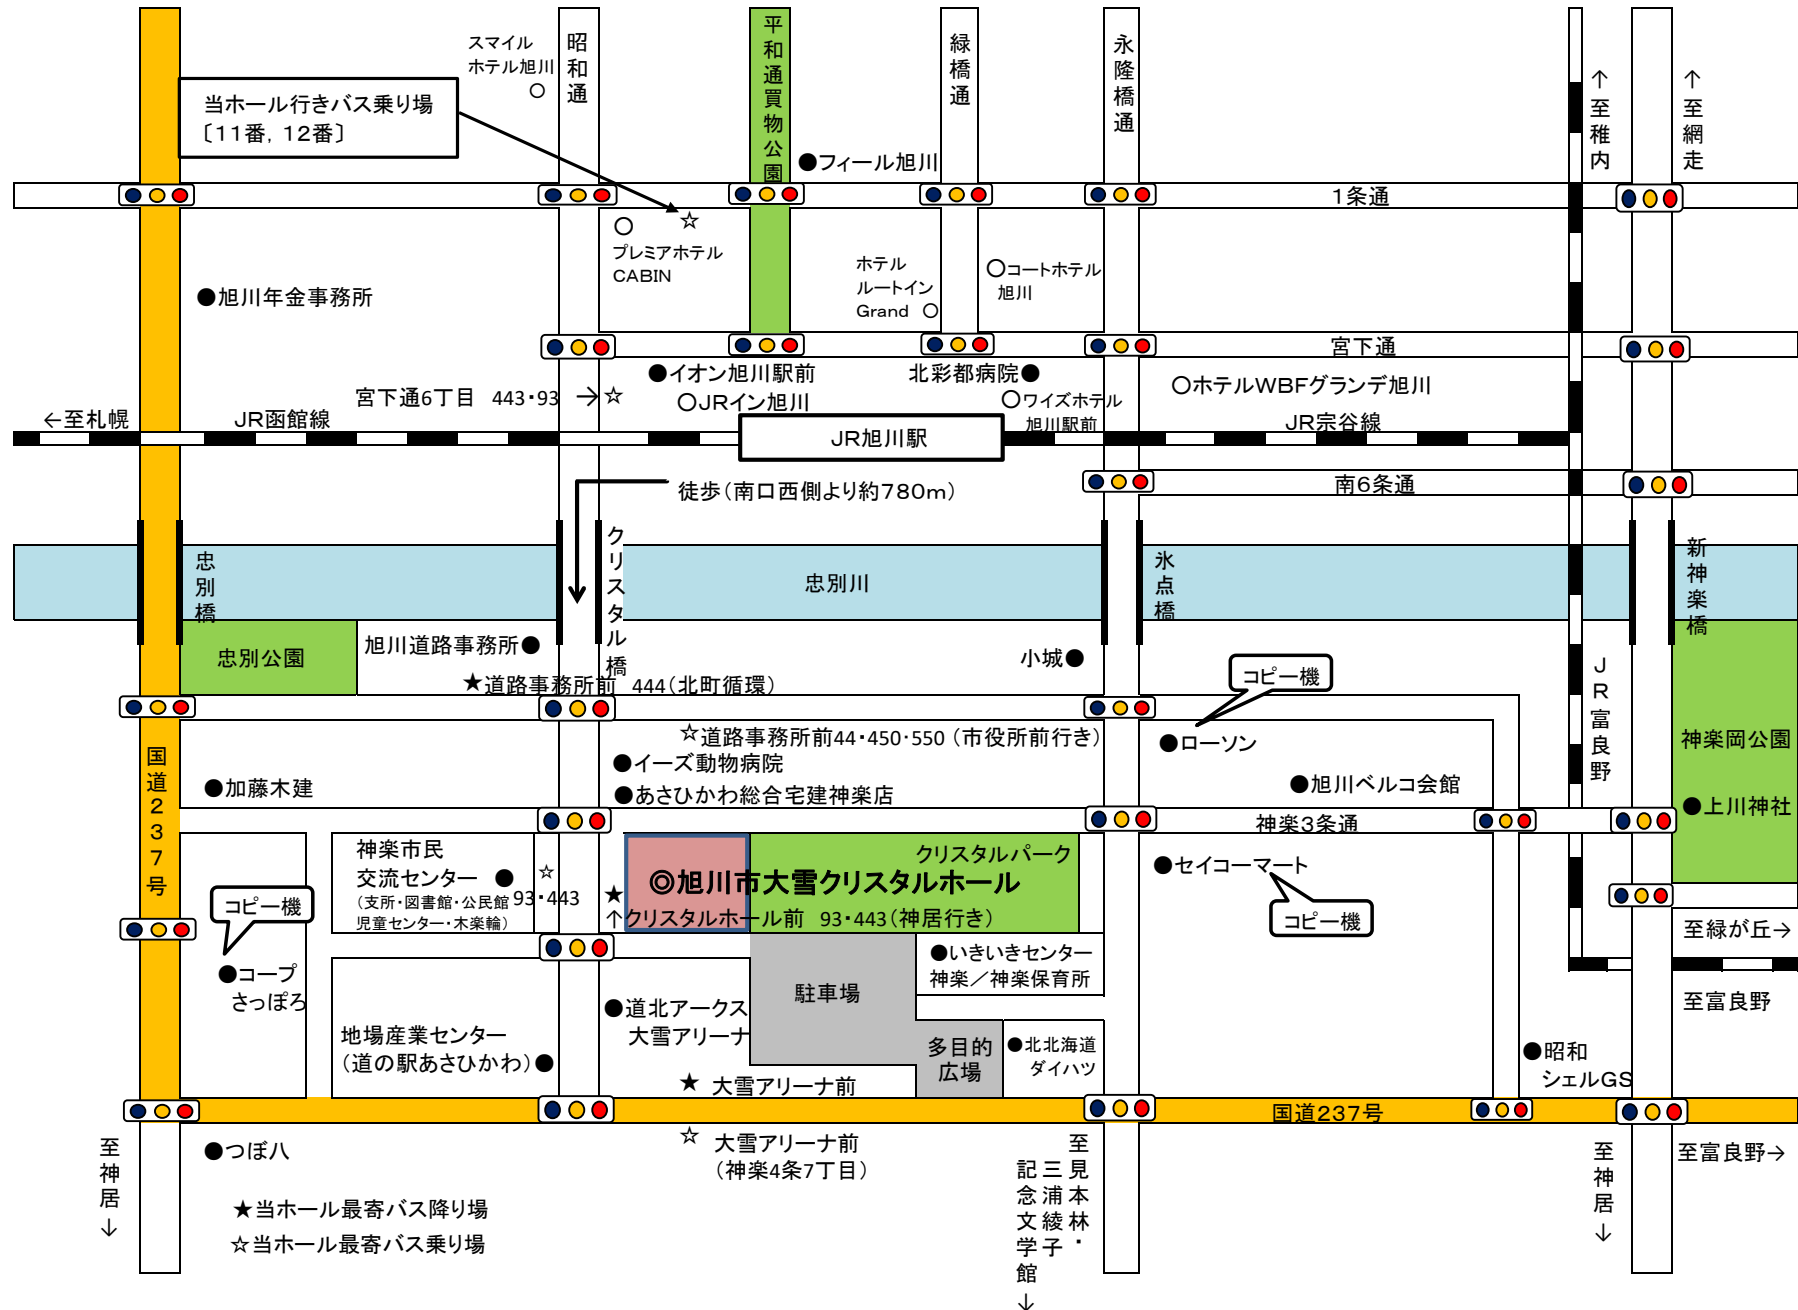 スマイル
ホテル旭川
昭和通
平和通買物公園
緑橋通
永隆橋通
↑至稚内
↑至網走
当ホール行きバス乗り場
〔11番，12番〕
●フィール旭川
1条通
☆
プレミアホテル
CABIN
ホテル
ルートイン
Grand ○
○コートホテル
旭川
●旭川年金事務所
宮下通
●イオン旭川駅前
北彩都病院●
○JRイン旭川
○ホテルWBFグランデ旭川
宮下通6丁目 443・93 →☆
○ワイズホテル
旭川駅前
←至札幌
JR函館線
JR旭川駅
JR宗谷線
徒歩（南口西側より約780m）
南6条通
忠別橋
クリスタル橋
忠別川
氷点橋
新神楽橋
忠別公園
旭川道路事務所●
小城●
コピー機
JR富良野
★道路事務所前 444（北町循環）
☆道路事務所前44・450・550（市役所前行き）
●ローソン
神楽岡公園
国道237号
●イーズ動物病院
●加藤木建
●あさひかわ総合宅建神楽店
●旭川ベルコ会館
●上川神社
神楽3条通
神楽市民
交流センター ●
（支所・図書館・公民館
児童センター・木楽輪）
☆
93・443
クリスタルパーク
◎旭川市大雪クリスタルホール
★
↑クリスタルホール前 93・443（神居行き）
●セイコーマート
コピー機
コピー機
●コープ
さっぽろ
至緑が丘→
●いきいきセンター
神楽／神楽保育所
駐車場
至富良野
●道北アークス
大雪アリーナ
地場産業センター
（道の駅あさひかわ）●
多目的
広場
●北北海道
ダイハツ
●昭和
シェルGS
★ 大雪アリーナ前
国道237号
☆ 大雪アリーナ前
（神楽4条7丁目）
●つぼ八
至神居↓
至見本林・
三浦綾子
記念文学館↓
至神居↓
至富良野→
★当ホール最寄バス降り場
☆当ホール最寄バス乗り場